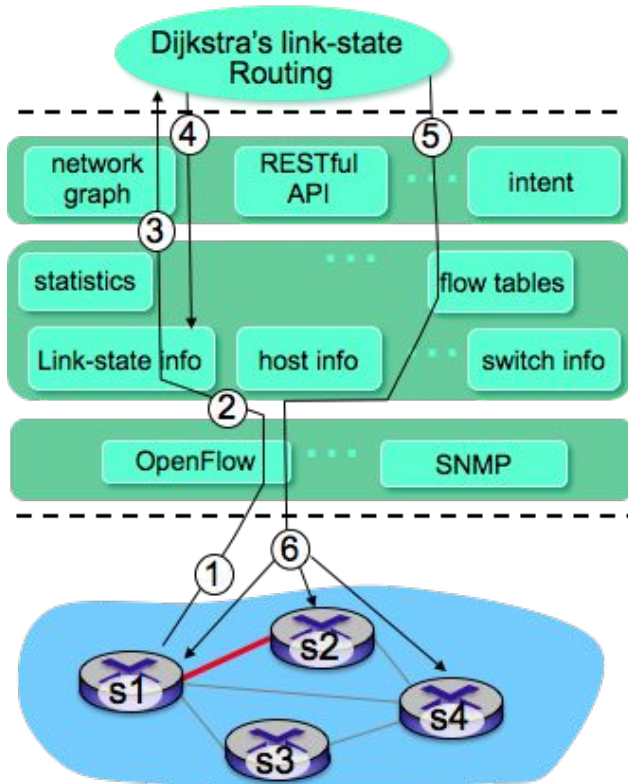 Dijkstra's link-state
Routing
4
5
network
graph
RESTful
API
intent
3
statistics
flow tables
Link-state info
host info
switch info
2
OpenFlow
SNMP
1
6
s2
s1
s4
s3